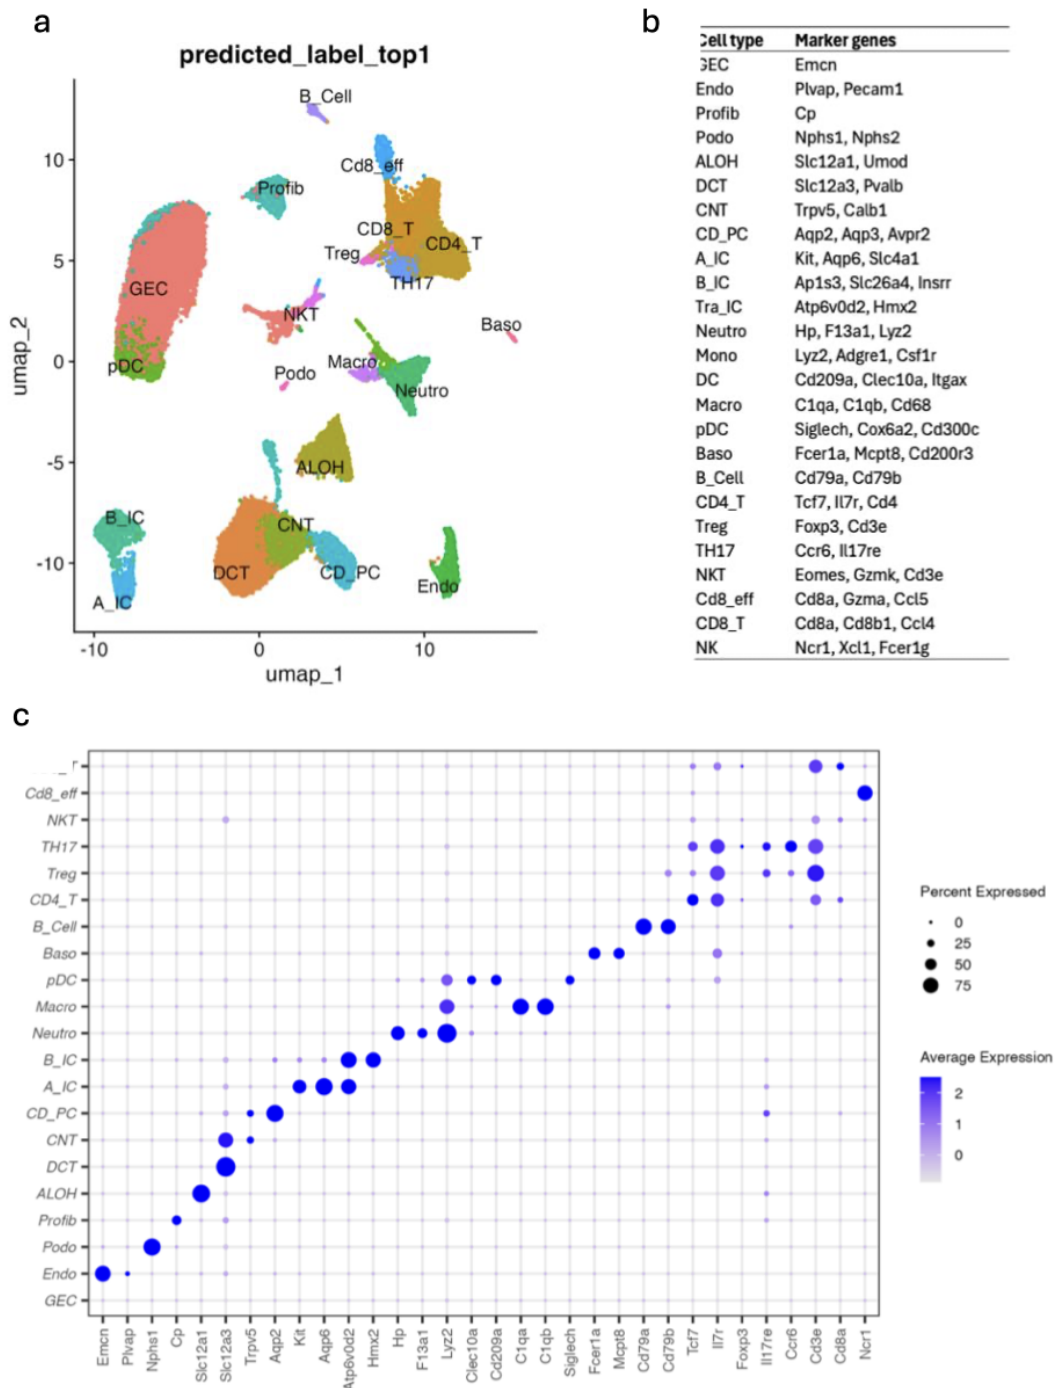 a
predicted_label_top1
B_Cell
Cd8_eff
Profib
CD8_T
CD4_T
Treg
TH17
GEC
NKT
Baso
pDC
Macro
Podo
Neutro
ALOH
B_IC
CNT
DCT
CD_PC
Endo
A_IC
10
5
0
-5
-10
umap_2
-10
0
10
umap_1
b
Cell type Marker genes
GEC Emcn
Endo Plvap, Pecam1
Profib Cp
Podo Nphs1, Nphs2
ALOH Slc12a1, Umod
DCT Slc12a3, Pvalb
CNT Trpv5, Calb1
CD_PC Aqp2, Aqp3, Avpr2
A_IC Kit, Aqp6, Slc4a1
B_IC Ap1s3, Slc26a4, Insrr
Tra_IC Atp6v0d2, Hmx2
Neutro Hp, F13a1, Lyz2
Mono Lyz2, Adgre1, Csf1r
DC Cd209a, Clec10a, Itgax
Macro C1qa, C1qb, Cd68
pDC Siglech, Cox6a2, Cd300c
Baso Fcer1a, Mcpt8, Cd200r3
B_Cell Cd79a, Cd79b
CD4_T Tcf7, Il7r, Cd4
Treg Foxp3, Cd3e
TH17 Ccr6, Il17re
NKT Eomes, Gzmk, Cd3e
Cd8_eff Cd8a, Gzma, Ccl5
CD8_T Cd8a, Cd8b1, Ccl4
NK Ncr1, Xcl1, Fcer1g
c
Cd8_eff
NKT
TH17
Treg
CD4_T
B_Cell
Baso
pDC
Macro
Neutro
B_IC
A_IC
CD_PC
CNT
DCT
ALOH
Profib
Podo
Endo
GEC
Emcn
Plvap
Nphs1
Cp
Slc12a1
Slc12a3
Trpv5
Aqp2
Kit
Aqp6
Atp6v0d2
Hmx2
Hp
F13a1
Lyz2
Clec10a
Cd209a
C1qa
C1qb
Siglech
Fcer1a
Mcpt8
Cd79a
Cd79b
Tcf7
Il7r
Foxp3
Il17re
Ccr6
Cd3e
Cd8a
Ncr1
Percent Expressed
0
25
50
75
Average Expression
2
1
0